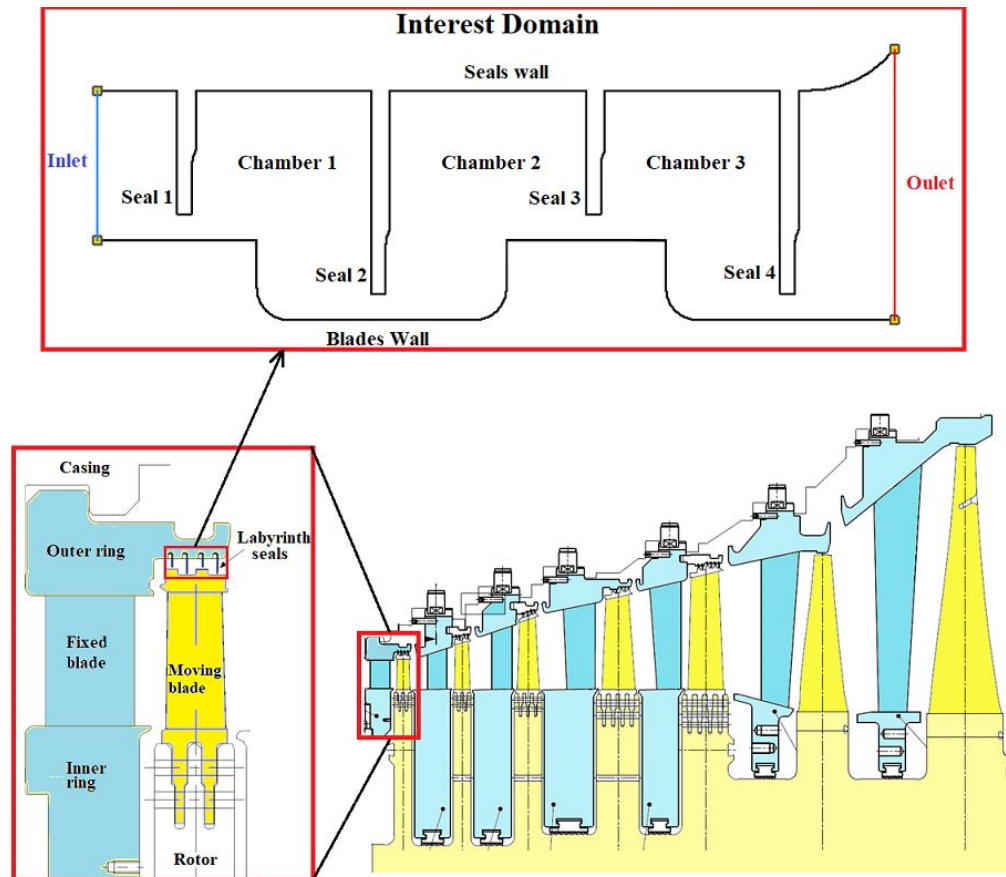 Interest Domain
Seals wall
Inlet
Chamber 1
Chamber 2
Chamber 3
Oulet
Seal 1
Seal 3
Seal 2
Seal 4
Blades Wall
Casing
Outer ring
Labyrinth
seals
Fixed
blade
Moving
blade
Inner
ring
Rotor